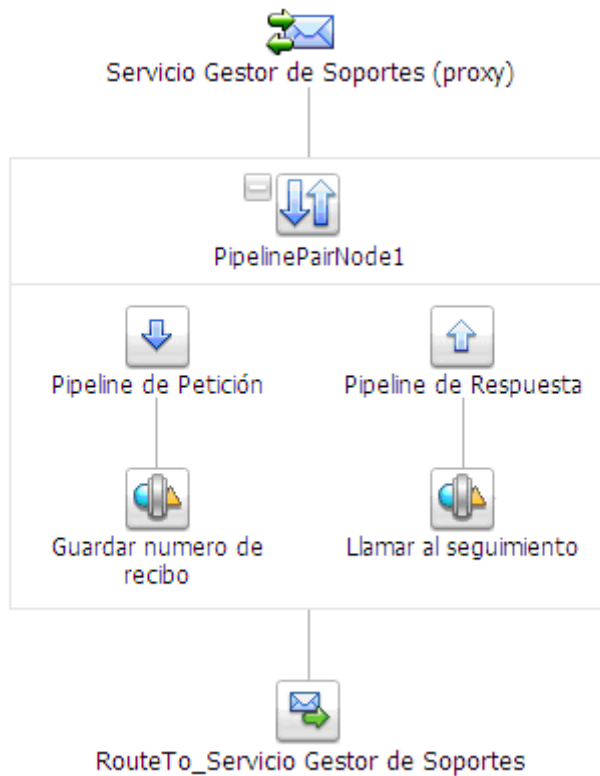 Servicio Gestor de Soportes (proxy)
PipelinePairNode1
Pipeline de Petición
Pipeline de Respuesta
Guardar numero de
recibo
Llamar al seguimiento
RouteTo_Servicio Gestor de Soportes